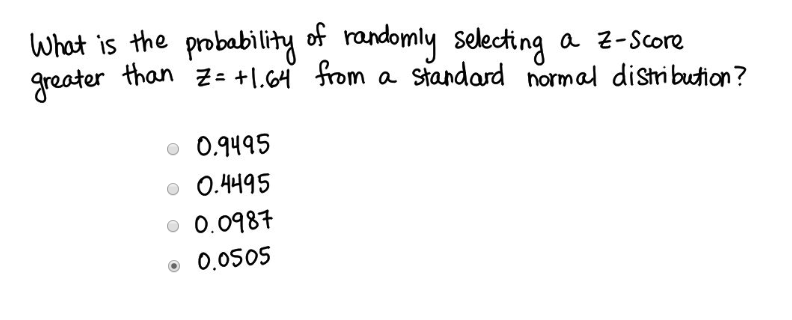 What is the probability of randomly selecting a z-score
greater than z = +1.64 from a standard normal distribution?
0.9495
0.4495
0.0987
0.0505